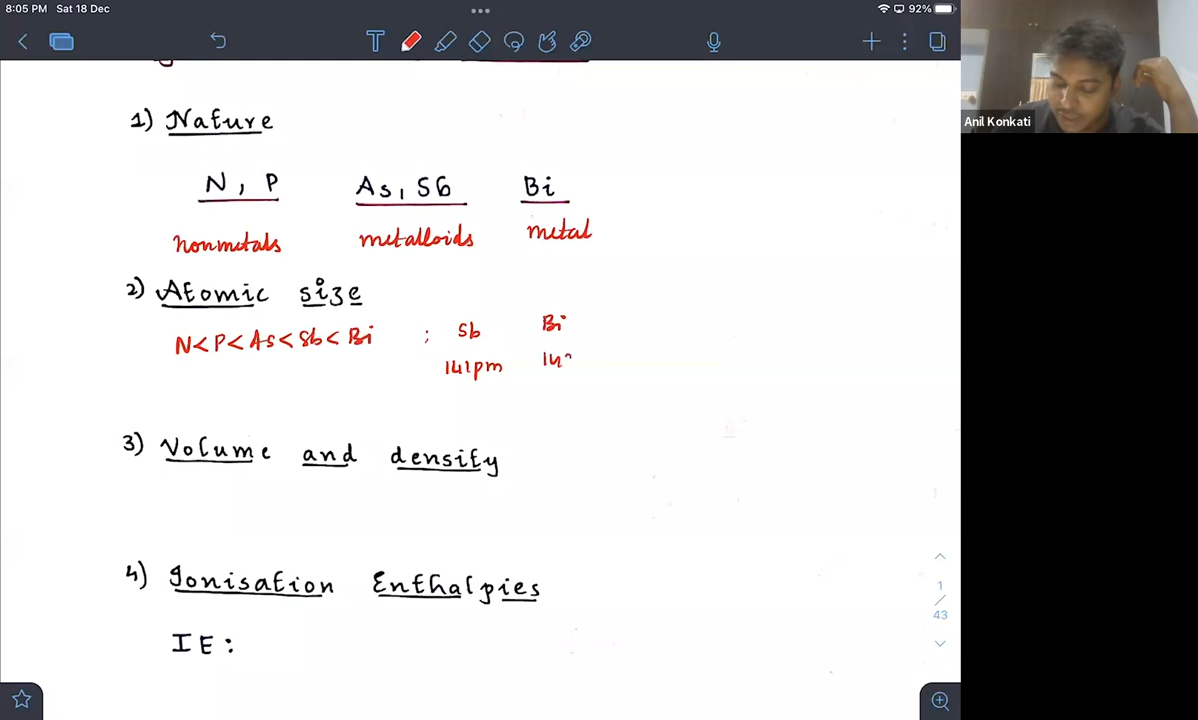 8:05 PM Sat 18 Dec
92%
Anil Konkati
1) Nature
N, P As, Sb Bi
nonmetals metalloids metal
2) Atomic size
N<P<As<Sb<Bi ; Sb Bi
141pm
3) Volume and density
4) Ionisation Enthalpies
IE:
1
/
43